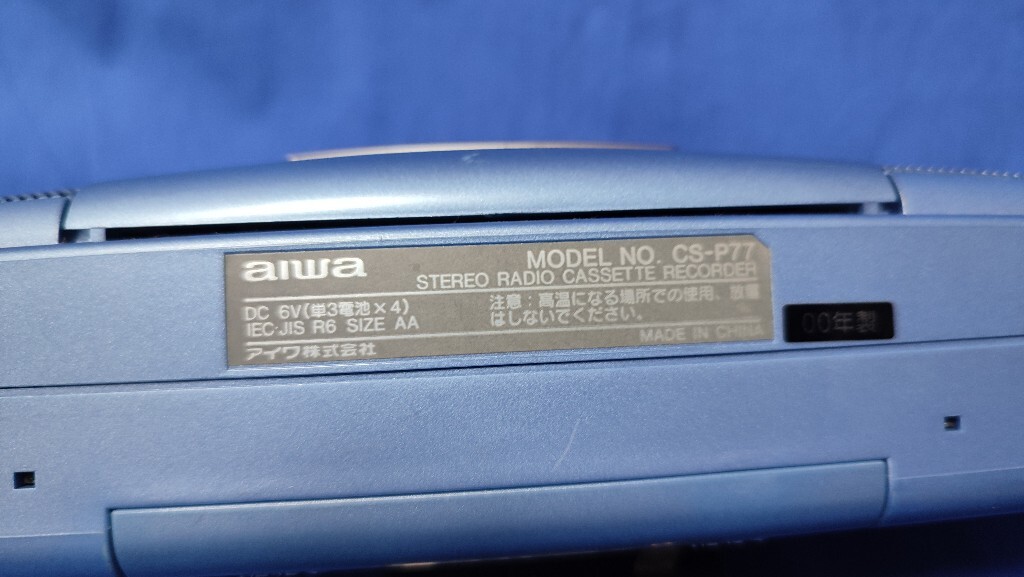 aiwa
MODEL NO. CS-P77
STEREO RADIO CASSETTE RECORDER
DC 6V(単3電池×4)
IEC·JIS R6 SIZE AA
アイワ株式会社
注意:高温になる場所での使用、放置
はしないでください。
MADE IN CHINA
00年製